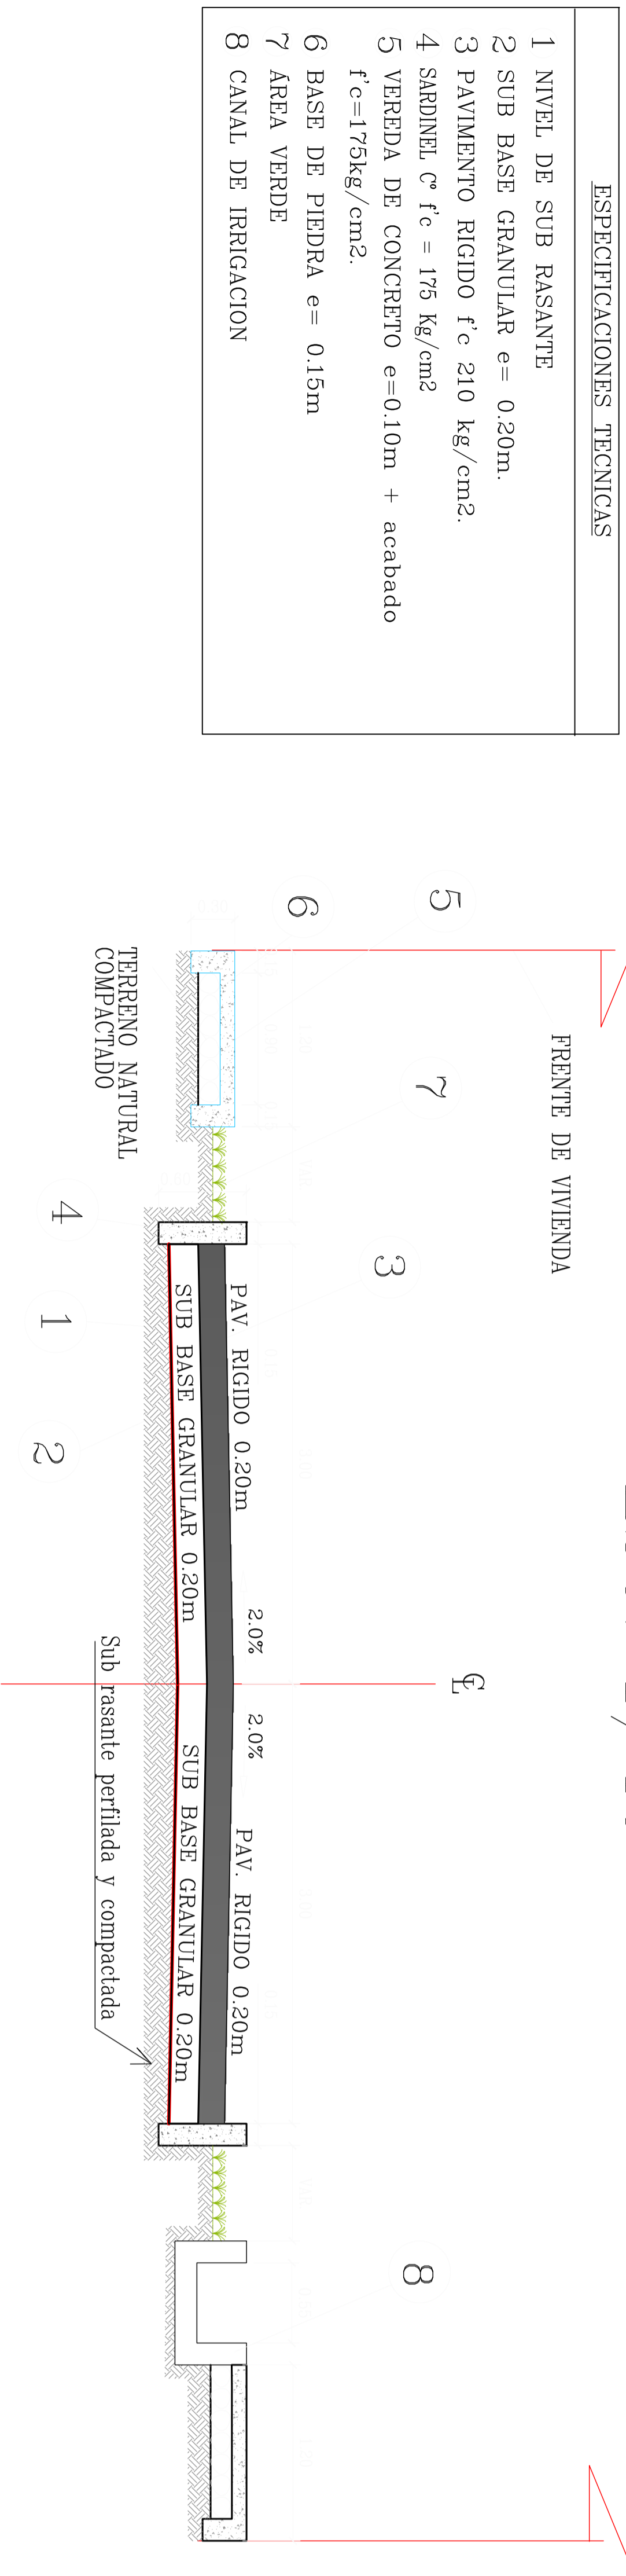 ESPECIFICACIONES TECNICAS
1 NIVEL DE SUB RASANTE
2 SUB BASE GRANULAR e= 0.20m.
3 PAVIMENTO RIGIDO f'c 210 kg/cm2.
4 SARDINEL Cº f'c = 175 Kg/cm2
5 VEREDA DE CONCRETO e=0.10m + acabado
f'c=175kg/cm2.
6 BASE DE PIEDRA e= 0.15m
7 ÁREA VERDE
8 CANAL DE IRRIGACION
FRENTE DE VIVIENDA
CL
5
7
3
8
6
PAV. RIGIDO 0.20m
2.0%
2.0%
PAV. RIGIDO 0.20m
SUB BASE GRANULAR 0.20m
SUB BASE GRANULAR 0.20m
TERRENO NATURAL
COMPACTADO
Sub rasante perfilada y compactada
4
1
2